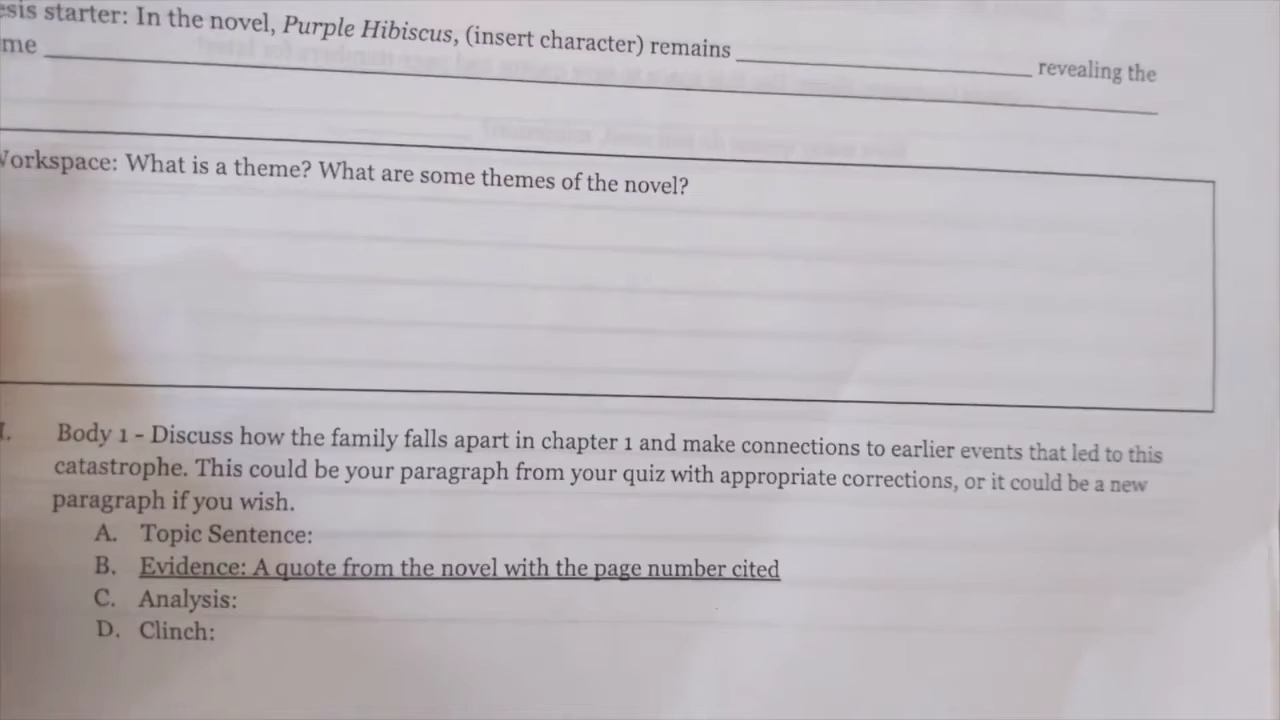 esis starter: In the novel, Purple Hibiscus, (insert character) remains ____________________ revealing the
me ____________________
Workspace: What is a theme? What are some themes of the novel?
I. Body 1 - Discuss how the family falls apart in chapter 1 and make connections to earlier events that led to this
catastrophe. This could be your paragraph from your quiz with appropriate corrections, or it could be a new
paragraph if you wish.
A. Topic Sentence:
B. Evidence: A quote from the novel with the page number cited
C. Analysis:
D. Clinch: